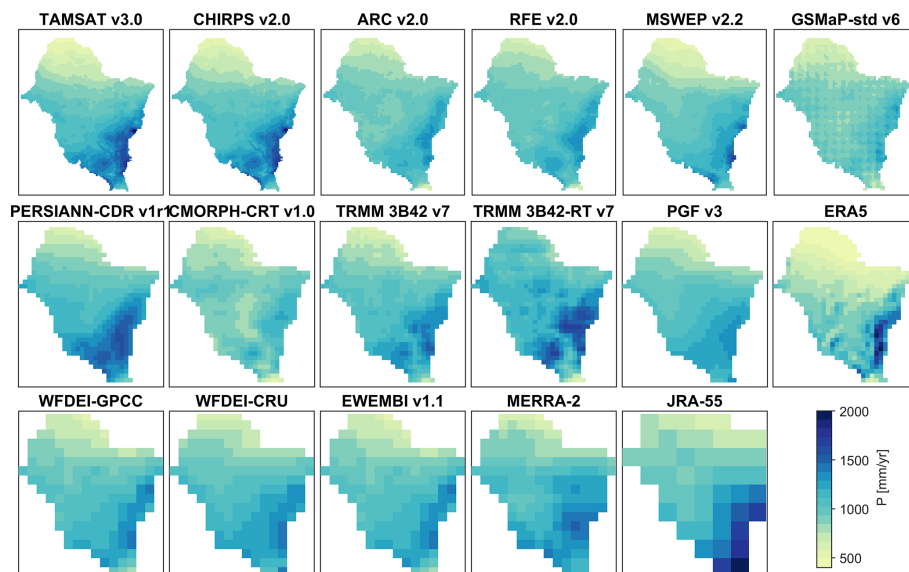 TAMSAT v3.0 CHIRPS v2.0 ARC v2.0 RFE v2.0 MSWEP v2.2 GSMaP-std v6
PERSIANN-CDR v1r1 CMORPH-CRT v1.0 TRMM 3B42 v7 TRMM 3B42-RT v7 PGF v3 ERA5
WFDEI-GPCC WFDEI-CRU EWEMBI v1.1 MERRA-2 JRA-55
2000
1500
1000
500
P [mm/yr]